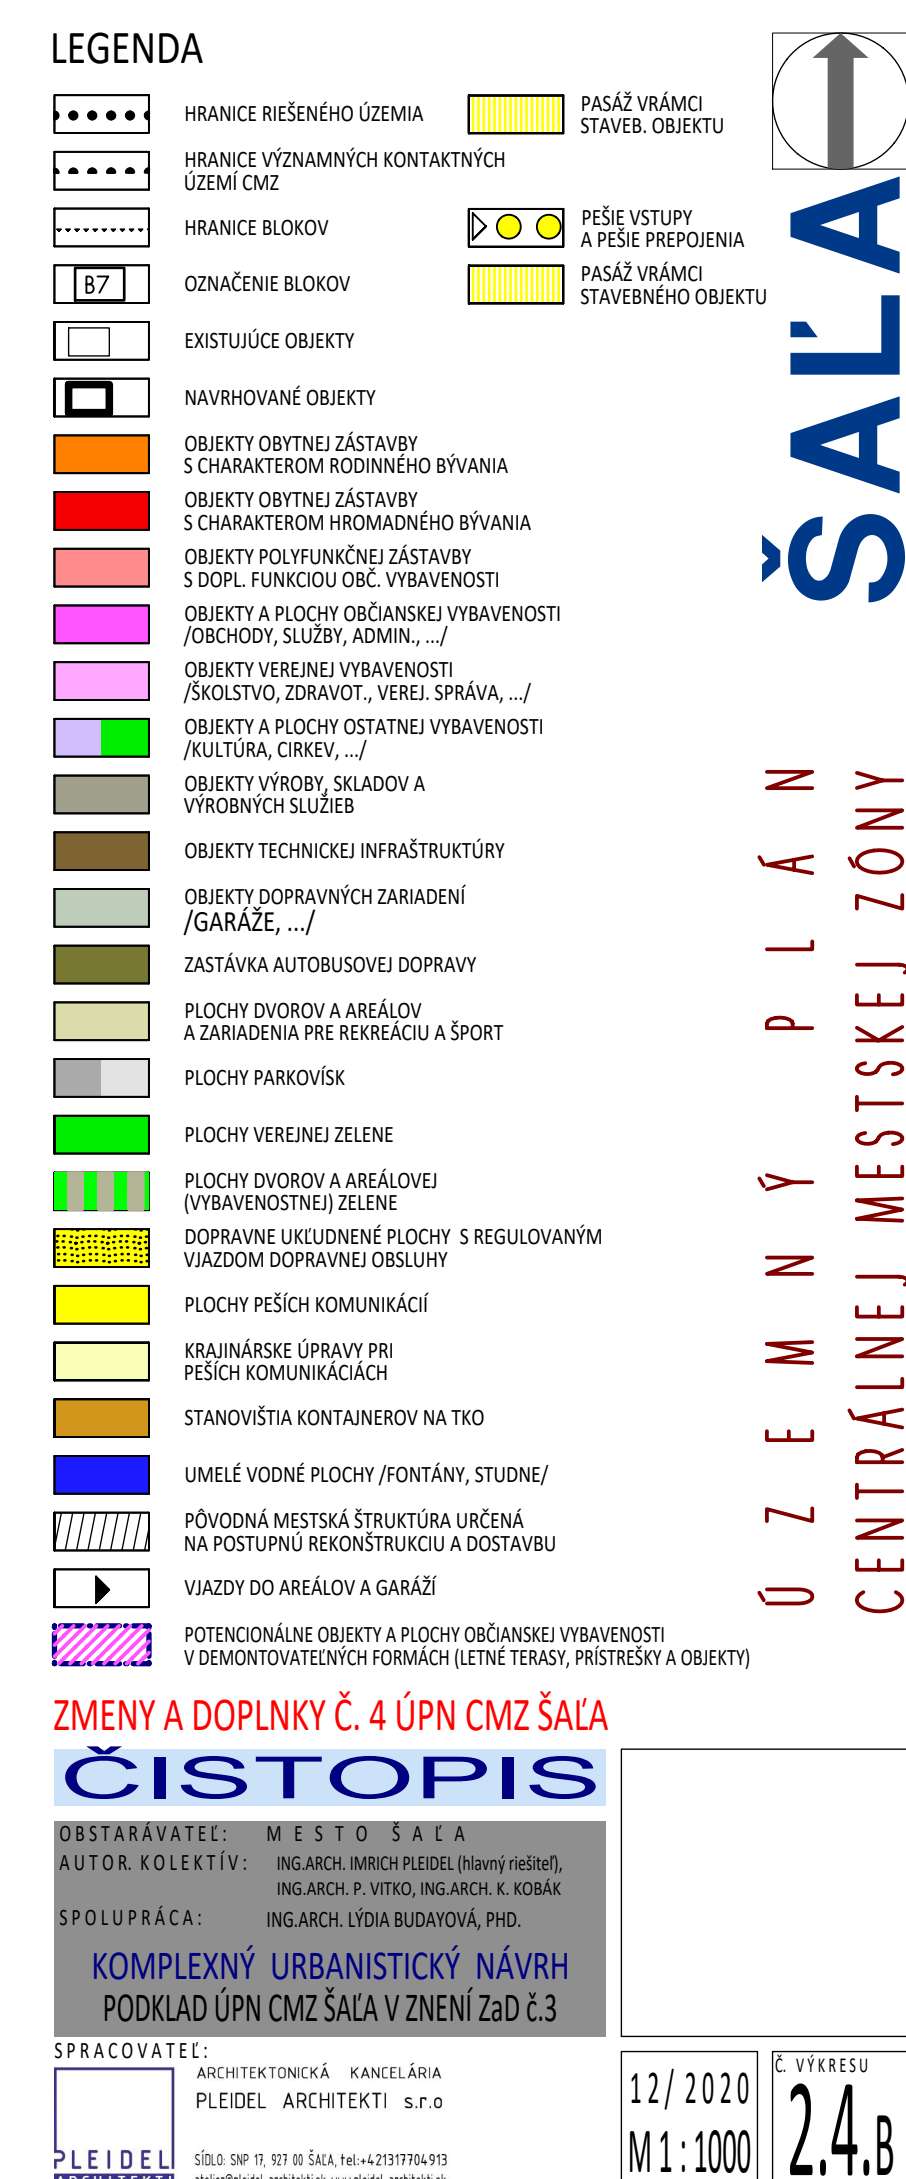 LEGENDA
HRANICE RIEŠENÉHO ÚZEMIA
HRANICE VÝZNAMNÝCH KONTAKTNÝCH
ÚZEMÍ CMZ
HRANICE BLOKOV
B7
OZNAČENIE BLOKOV
EXISTUJÚCE OBJEKTY
NAVRHOVANÉ OBJEKTY
OBJEKTY OBYTNEJ ZÁSTAVBY
S CHARAKTEROM RODINNÉHO BÝVANIA
OBJEKTY OBYTNEJ ZÁSTAVBY
S CHARAKTEROM HROMADNÉHO BÝVANIA
OBJEKTY POLYFUNKČNEJ ZÁSTAVBY
S DOPL. FUNKCIOU OBČ. VYBAVENOSTI
OBJEKTY A PLOCHY OBČIANSKEJ VYBAVENOSTI
/OBCHODY, SLUŽBY, ADMIN., .../
OBJEKTY VEREJNEJ VYBAVENOSTI
/ŠKOLSTVO, ZDRAVOT., VEREJ. SPRÁVA, .../
OBJEKTY A PLOCHY OSTATNEJ VYBAVENOSTI
/KULTÚRA, CIRKEV, .../
OBJEKTY VÝROBY, SKLADOV A
VÝROBNÝCH SLUŽIEB
OBJEKTY TECHNICKEJ INFRAŠTRUKTÚRY
OBJEKTY DOPRAVNÝCH ZARIADENÍ
/GARÁŽE, .../
ZASTÁVKA AUTOBUSOVEJ DOPRAVY
PLOCHY DVOROV A AREÁLOV
A ZARIADENIA PRE REKREÁCIU A ŠPORT
PLOCHY PARKOVÍSK
PLOCHY VEREJNEJ ZELENE
PLOCHY DVOROV A AREÁLOVEJ
(VYBAVENOSTNEJ) ZELENE
DOPRAVNE UKĽUDNENÉ PLOCHY S REGULOVANÝM
VJAZDOM DOPRAVNEJ OBSLUHY
PLOCHY PEŠÍCH KOMUNIKÁCIÍ
KRAJINÁRSKE ÚPRAVY PRI
PEŠÍCH KOMUNIKÁCIÁCH
STANOVIŠTIA KONTAJNEROV NA TKO
UMELÉ VODNÉ PLOCHY /FONTÁNY, STUDNE/
PÔVODNÁ MESTSKÁ ŠTRUKTÚRA URČENÁ
NA POSTUPNÚ REKONŠTRUKCIU A DOSTAVBU
VJAZDY DO AREÁLOV A GARÁŽÍ
POTENCIONÁLNE OBJEKTY A PLOCHY OBČIANSKEJ VYBAVENOSTI
V DEMONTOVATEĽNÝCH FORMÁCH (LETNÉ TERASY, PRÍSTREŠKY A OBJEKTY)
PASÁŽ VRÁMCI
STAVEB. OBJEKTU
PEŠIE VSTUPY
A PEŠIE PREPOJENIA
PASÁŽ VRÁMCI
STAVEBNÉHO OBJEKTU
ŠAĽA
ÚZEMNÝ PLÁN
CENTRÁLNEJ MESTSKEJ ZÓNY
ZMENY A DOPLNKY Č. 4 ÚPN CMZ ŠAĽA
ČISTOPIS
OBSTARÁVATEĽ: MESTO ŠAĽA
AUTOR. KOLEKTÍV: ING.ARCH. IMRICH PLEIDEL (hlavný riešiteľ),
ING.ARCH. P. VITKO, ING.ARCH. K. KOBÁK
SPOLUPRÁCA: ING.ARCH. LÝDIA BUDAYOVÁ, PHD.
KOMPLEXNÝ URBANISTICKÝ NÁVRH
PODKLAD ÚPN CMZ ŠAĽA V ZNENÍ ZaD č.3
SPRACOVATEĽ:
ARCHITEKTONICKÁ KANCELÁRIA
PLEIDEL ARCHITEKTI s.r.o
PLEIDEL
ARCHITEKTI
SÍDLO: SNP 17, 927 00 ŠAĽA, tel:+421317704913
12/2020
M 1 : 1000
Č. VÝKRESU
2.4.B